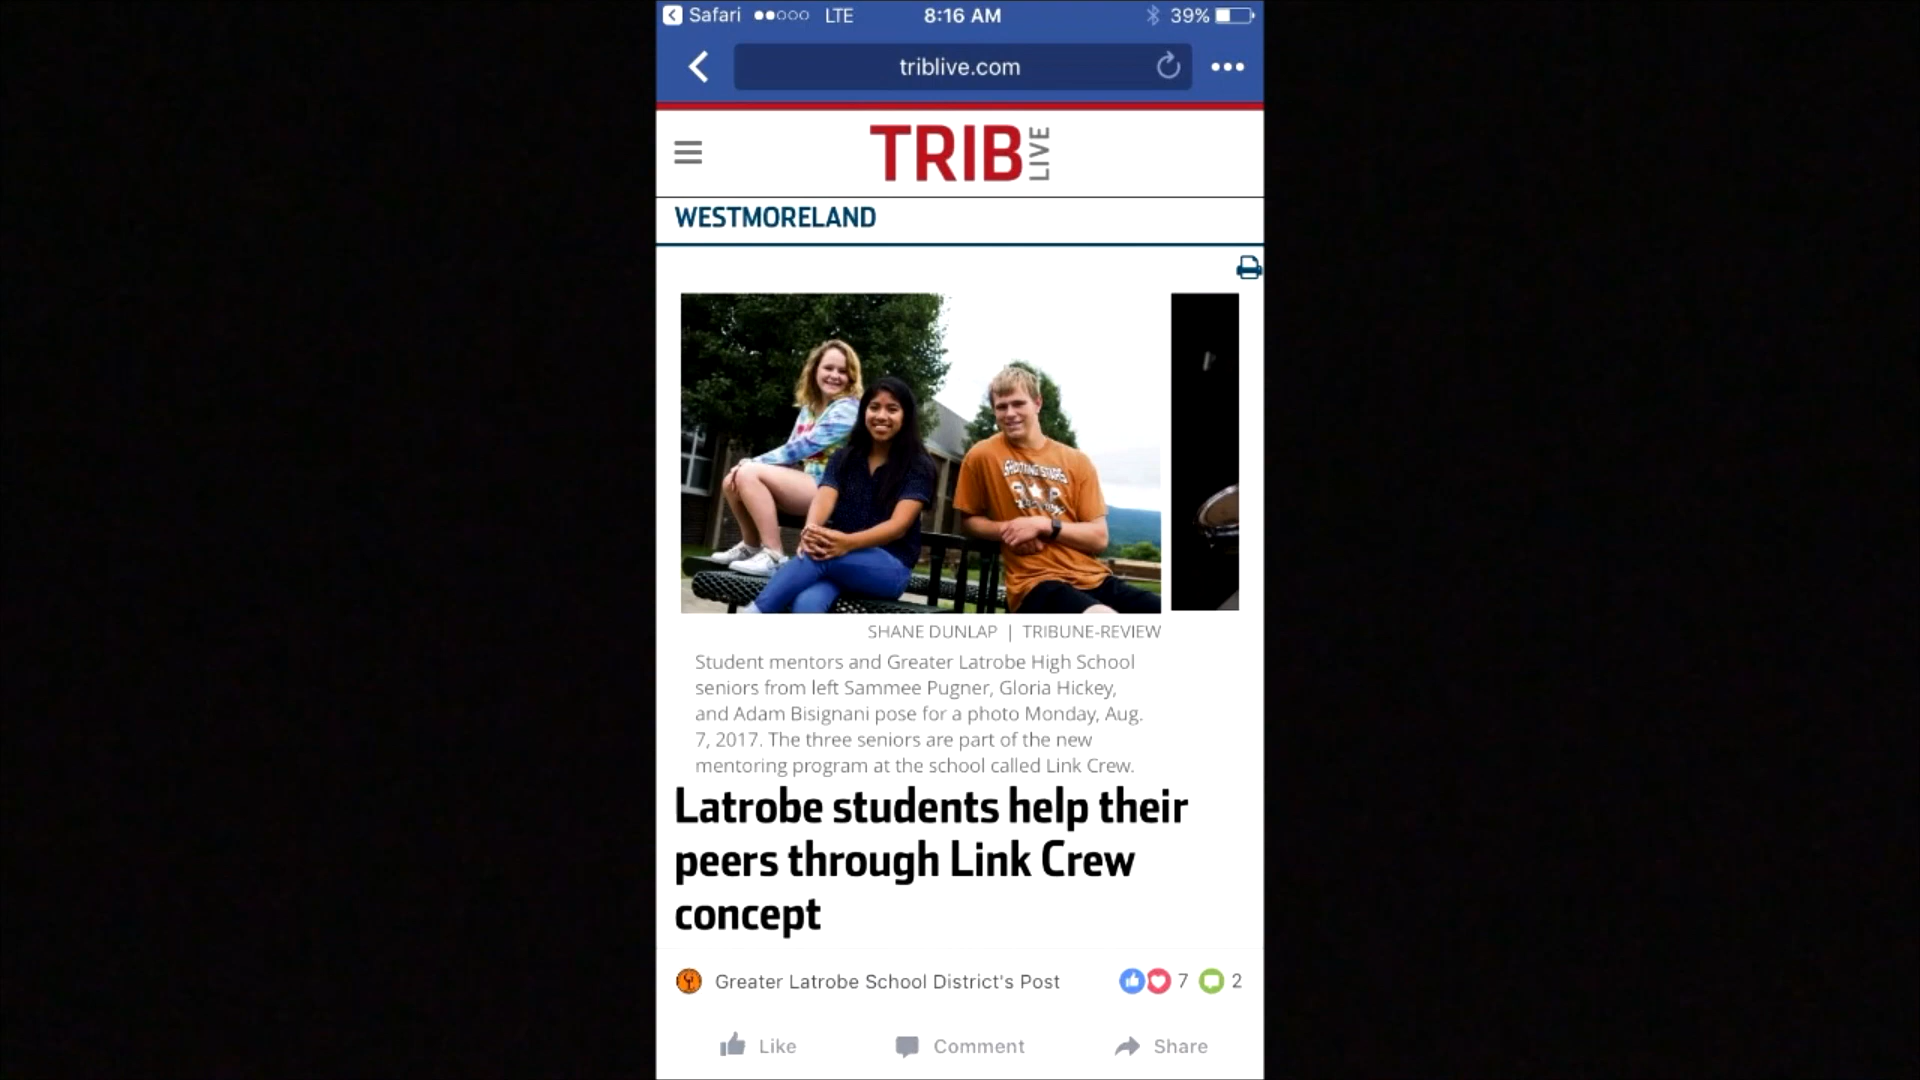 Safari LTE 8:16 AM 39%
triblive.com
TRIB LIVE
WESTMORELAND
SHOOTING STARS
SHANE DUNLAP | TRIBUNE-REVIEW
Student mentors and Greater Latrobe High School
seniors from left Sammee Pugner, Gloria Hickey,
and Adam Bisignani pose for a photo Monday, Aug.
7, 2017. The three seniors are part of the new
mentoring program at the school called Link Crew.
Latrobe students help their
peers through Link Crew
concept
Greater Latrobe School District's Post 7 2
Like Comment Share